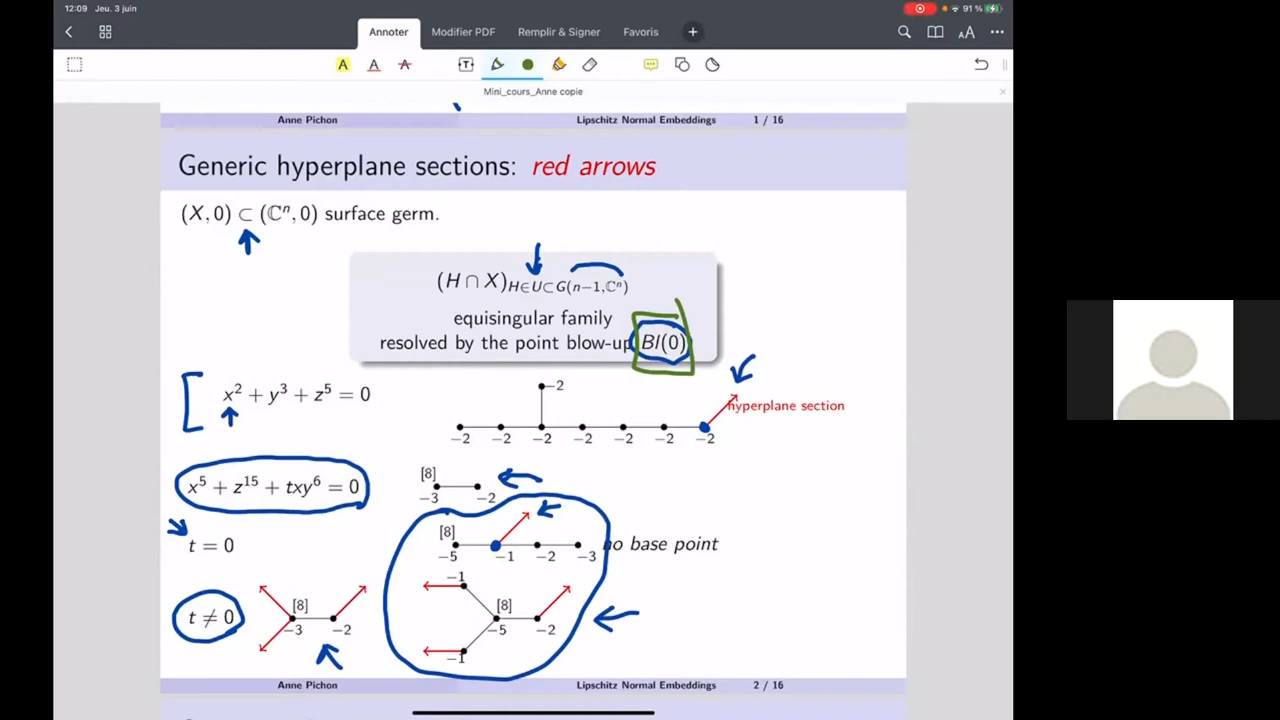 12:09 Jeu. 3 juin
91 %
Annoter Modifier PDF Remplir & Signer Favoris
Mini_cours_Anne copie
Anne Pichon Lipschitz Normal Embeddings 1 / 16
Generic hyperplane sections: red arrows
(X, 0) ⊂ (ℂⁿ, 0) surface germ.
(H ∩ X)_{H∈U⊂G(n−1,ℂⁿ)}
equisingular family
resolved by the point blow-up Bl(0)
x² + y³ + z⁵ = 0
−2
hyperplane section
−2 −2 −2 −2 −2 −2 −2
x⁵ + z¹⁵ + txy⁶ = 0
[8]
−3 −2
t = 0
[8]
−5 −1 −2 −3
no base point
t ≠ 0
[8]
−3 −2
−1
[8]
−5 −2
−1
Anne Pichon Lipschitz Normal Embeddings 2 / 16